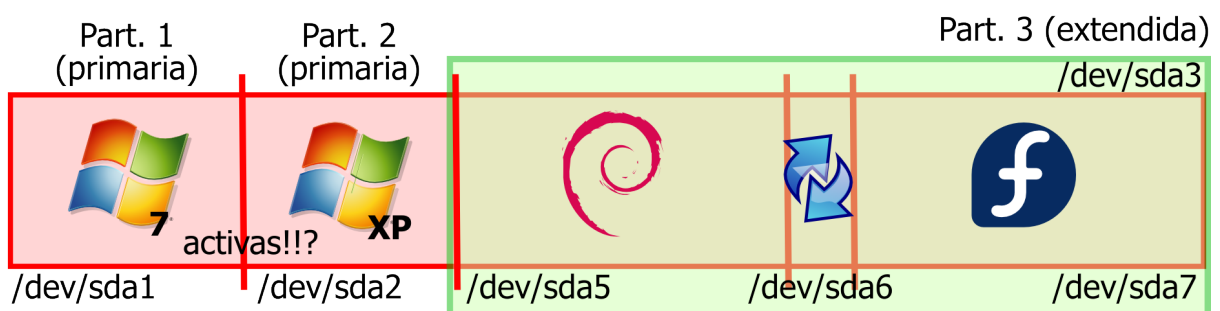 Part. 1
(primaria)
Part. 2
(primaria)
Part. 3 (extendida)
/dev/sda3
7
XP
activas!!?
/dev/sda1
/dev/sda2
/dev/sda5
/dev/sda6
/dev/sda7